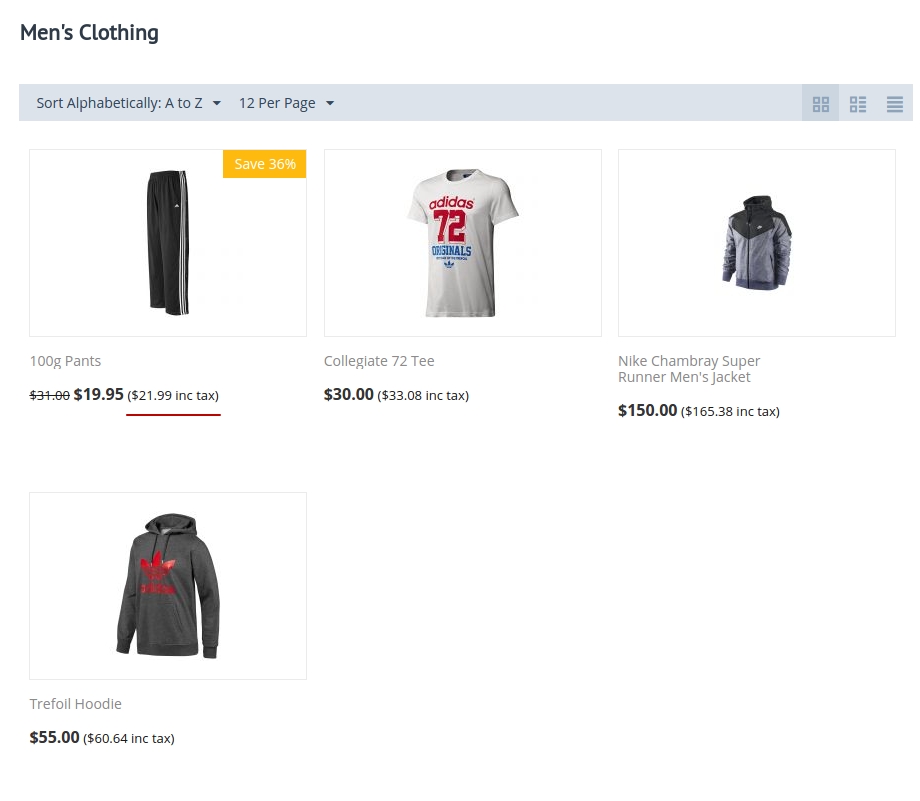 Men's Clothing
Sort Alphabetically: A to Z 12 Per Page
Save 36%
adidas
72
ORIGINALS
100g Pants
$31.00 $19.95 ($21.99 inc tax)
Collegiate 72 Tee
$30.00 ($33.08 inc tax)
Nike Chambray Super
Runner Men's Jacket
$150.00 ($165.38 inc tax)
adidas
Trefoil Hoodie
$55.00 ($60.64 inc tax)